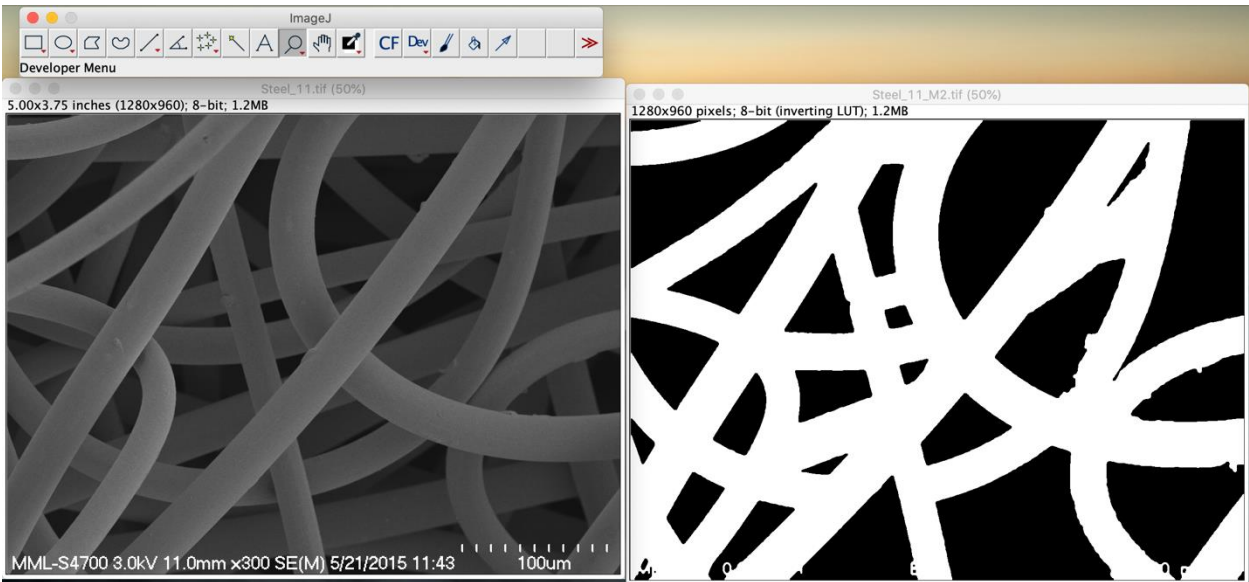 ImageJ
A CF Dev ≫
Developer Menu
Steel_11.tif (50%)
5.00x3.75 inches (1280x960); 8-bit; 1.2MB
MML-S4700 3.0kV 11.0mm x300 SE(M) 5/21/2015 11:43
100um
Steel_11_M2.tif (50%)
1280x960 pixels; 8-bit (inverting LUT); 1.2MB